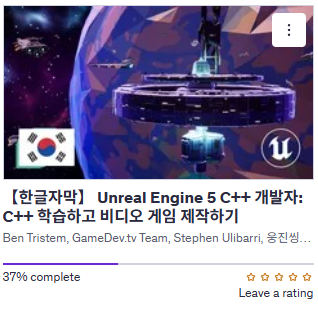 【한글자막】 Unreal Engine 5 C++ 개발자:
C++ 학습하고 비디오 게임 제작하기
Ben Tristem, GameDev.tv Team, Stephen Ulibarri, 웅진씽...
37% complete
Leave a rating